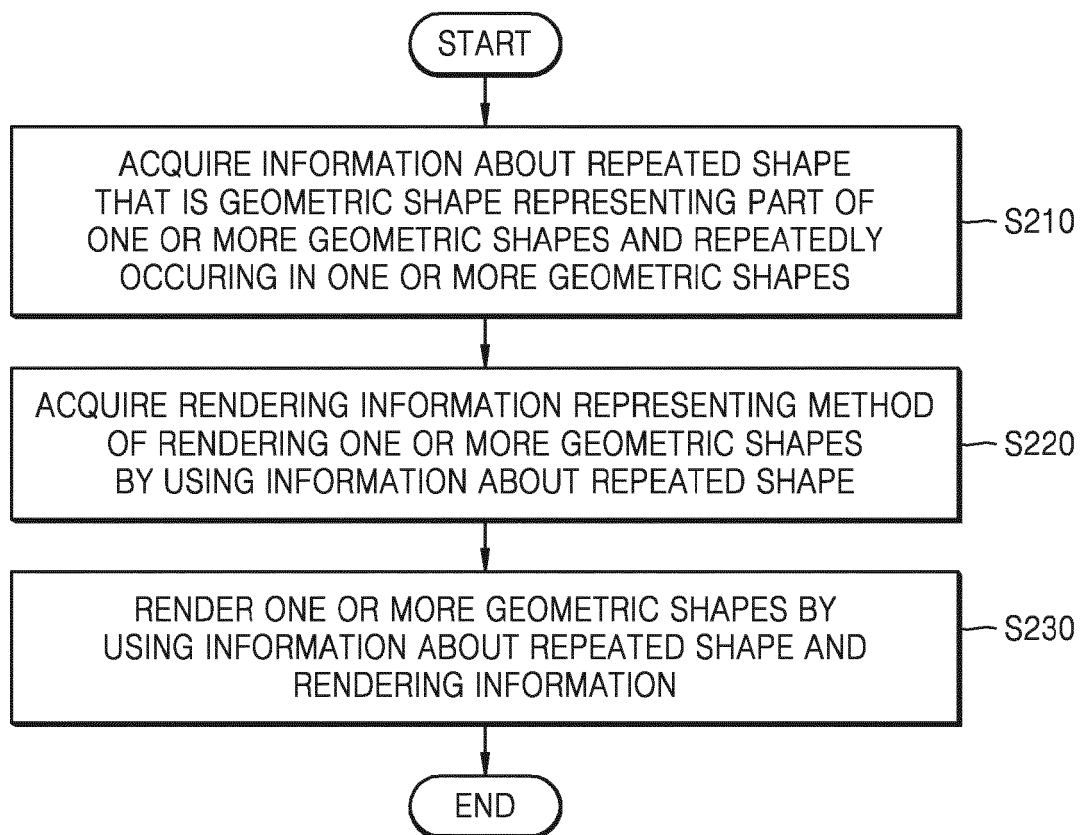 START
ACQUIRE INFORMATION ABOUT REPEATED SHAPE
THAT IS GEOMETRIC SHAPE REPRESENTING PART OF
ONE OR MORE GEOMETRIC SHAPES AND REPEATEDLY
OCCURING IN ONE OR MORE GEOMETRIC SHAPES
S210
ACQUIRE RENDERING INFORMATION REPRESENTING METHOD
OF RENDERING ONE OR MORE GEOMETRIC SHAPES
BY USING INFORMATION ABOUT REPEATED SHAPE
S220
RENDER ONE OR MORE GEOMETRIC SHAPES BY
USING INFORMATION ABOUT REPEATED SHAPE AND
RENDERING INFORMATION
S230
END